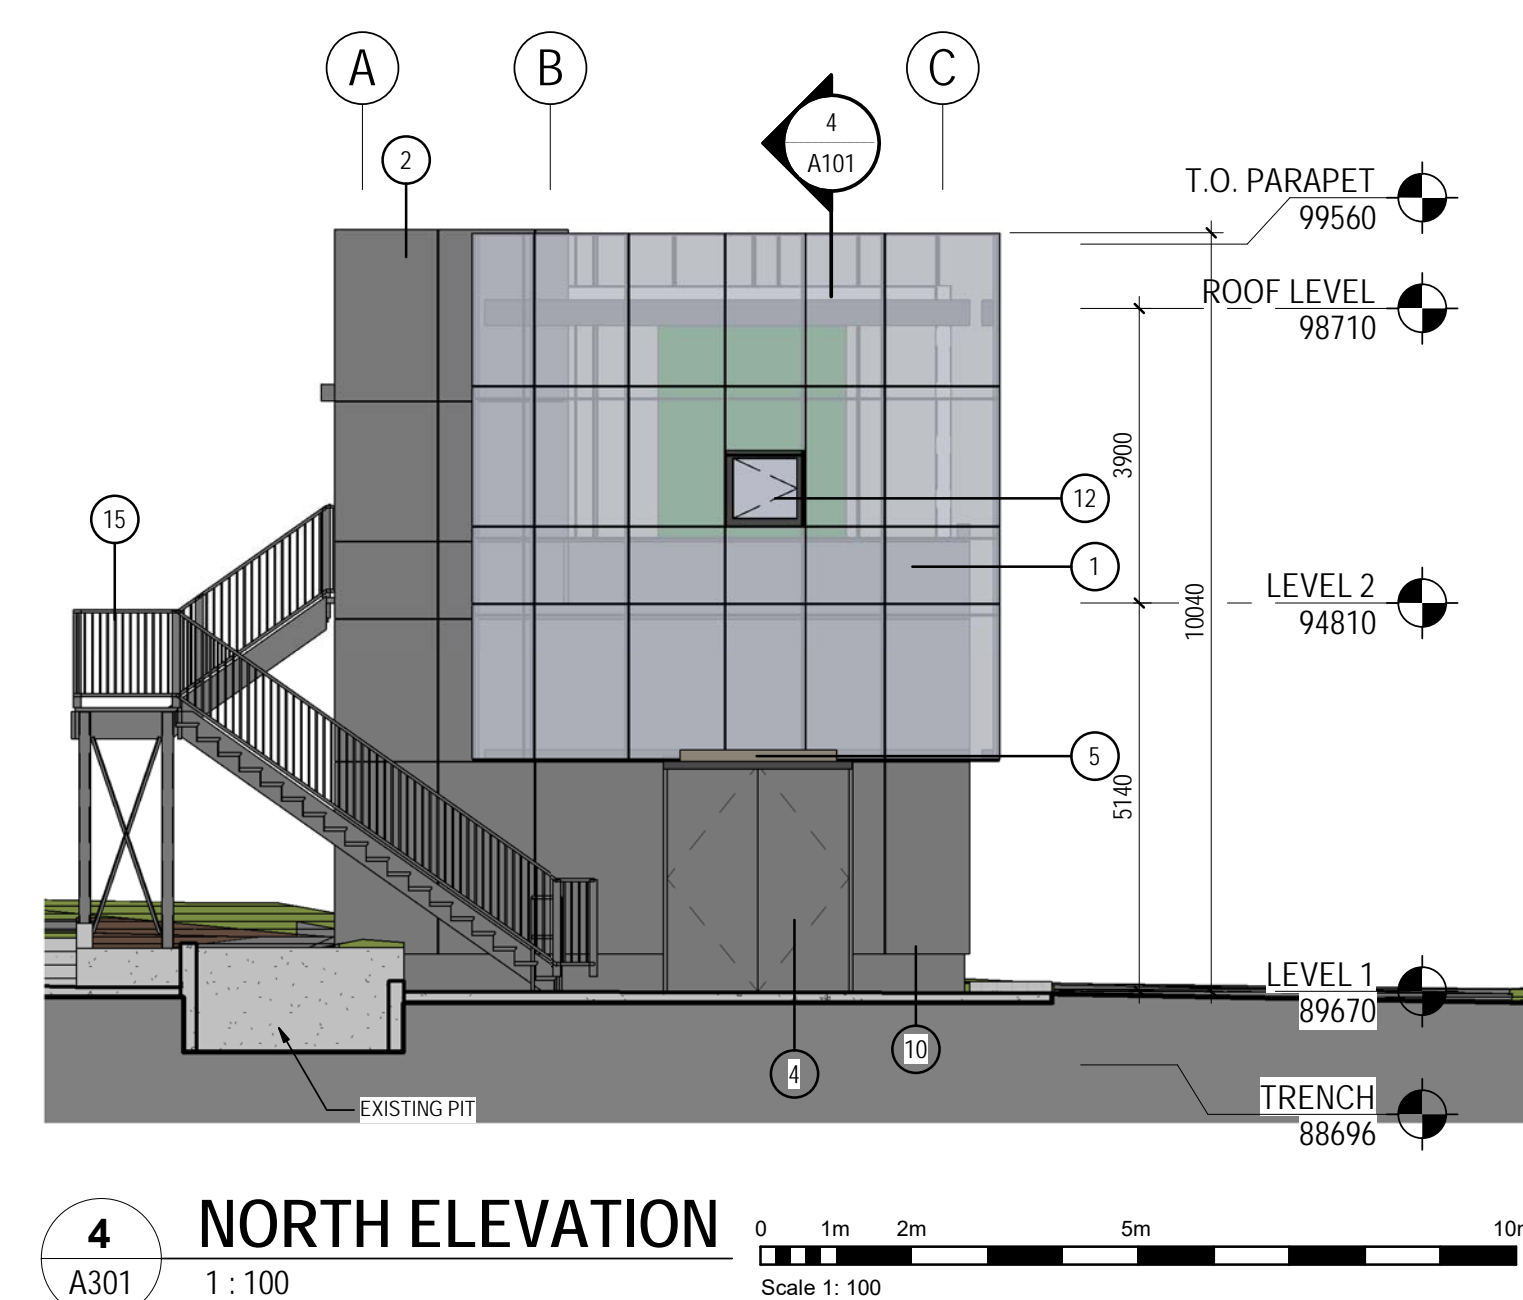 A
B
C
2
4
A101
T.O. PARAPET
99560
ROOF LEVEL
98710
3900
12
15
1
LEVEL 2
94810
10040
5
5140
LEVEL 1
89670
10
4
TRENCH
88696
EXISTING PIT
4
A301
NORTH ELEVATION
1 : 100
0 1m 2m 5m 10m
Scale 1: 100